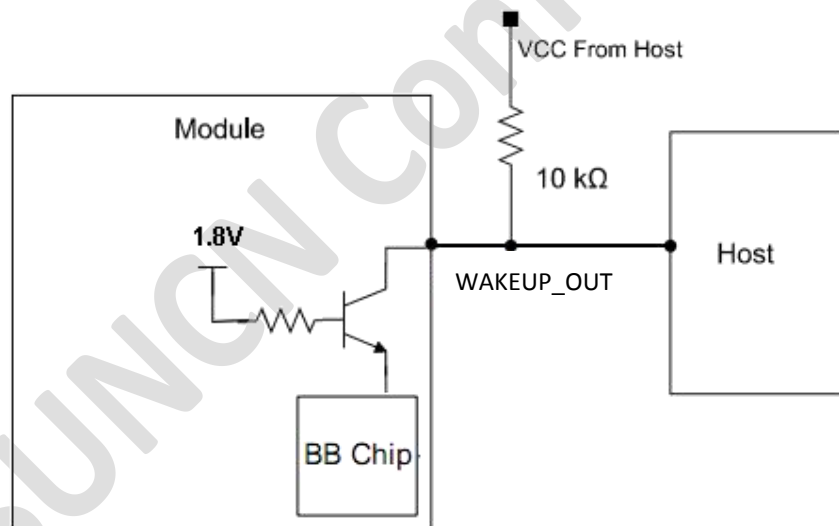 VCC From Host
Module
10 kΩ
1.8V
Host
WAKEUP_OUT
BB Chip